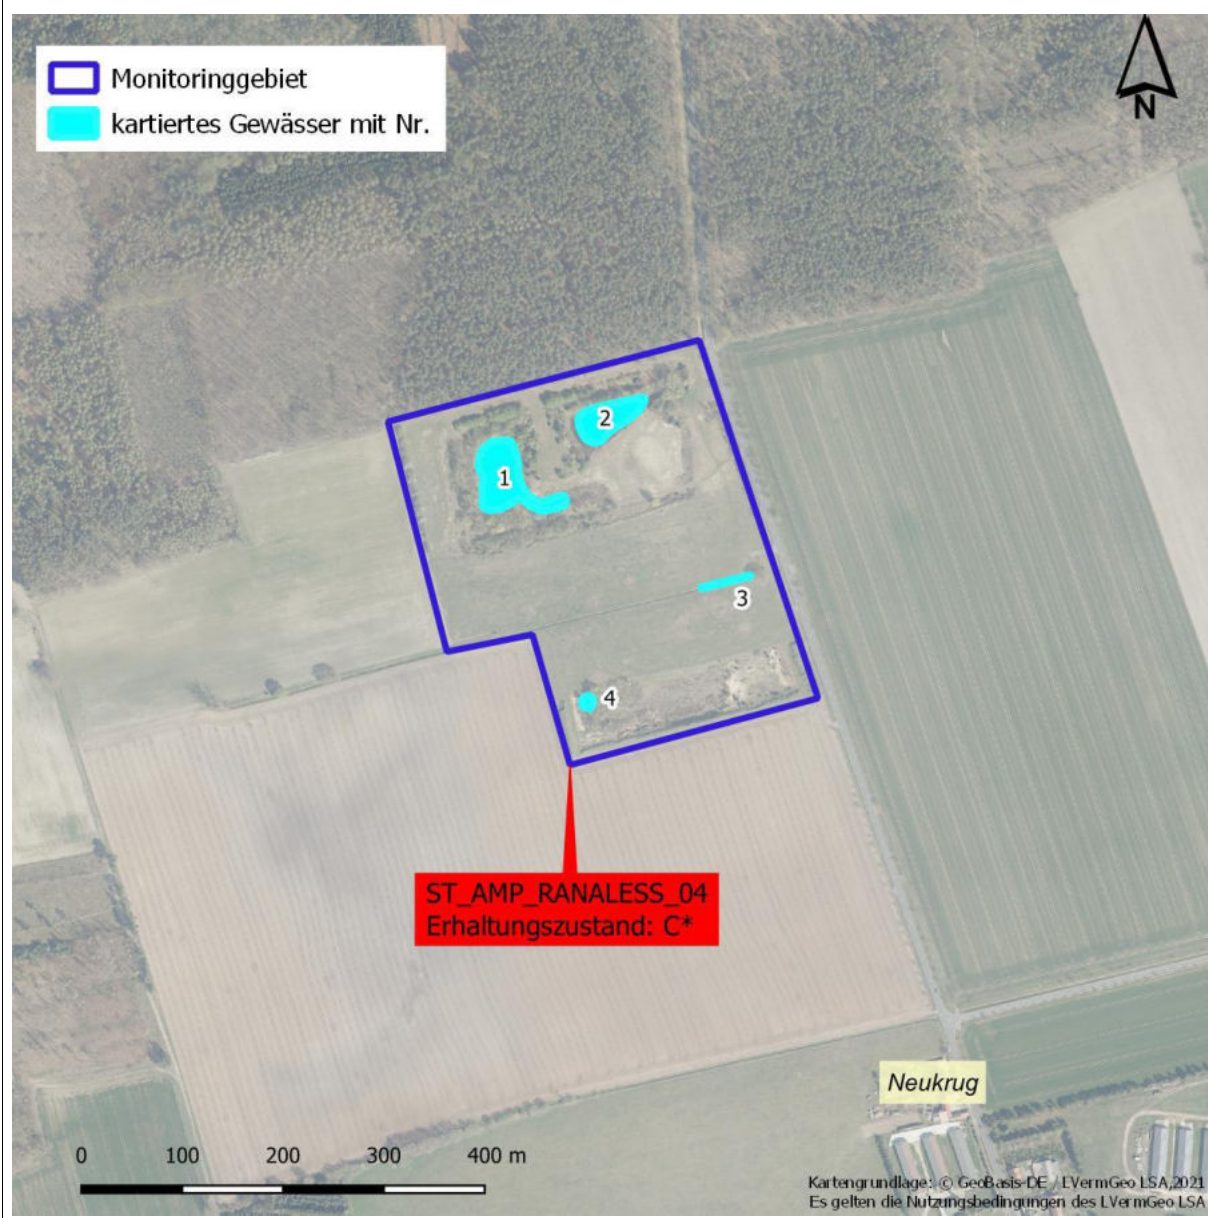 Monitoringgebiet
kartiertes Gewässer mit Nr.
N
2
1
3
4
ST_AMP_RANALESS_04
Erhaltungszustand: C*
Neukrug
0 100 200 300 400 m
Kartengrundlage: © GeoBasis-DE / LVermGeo LSA,2021
Es gelten die Nutzungsbedingungen des LVermGeo LSA